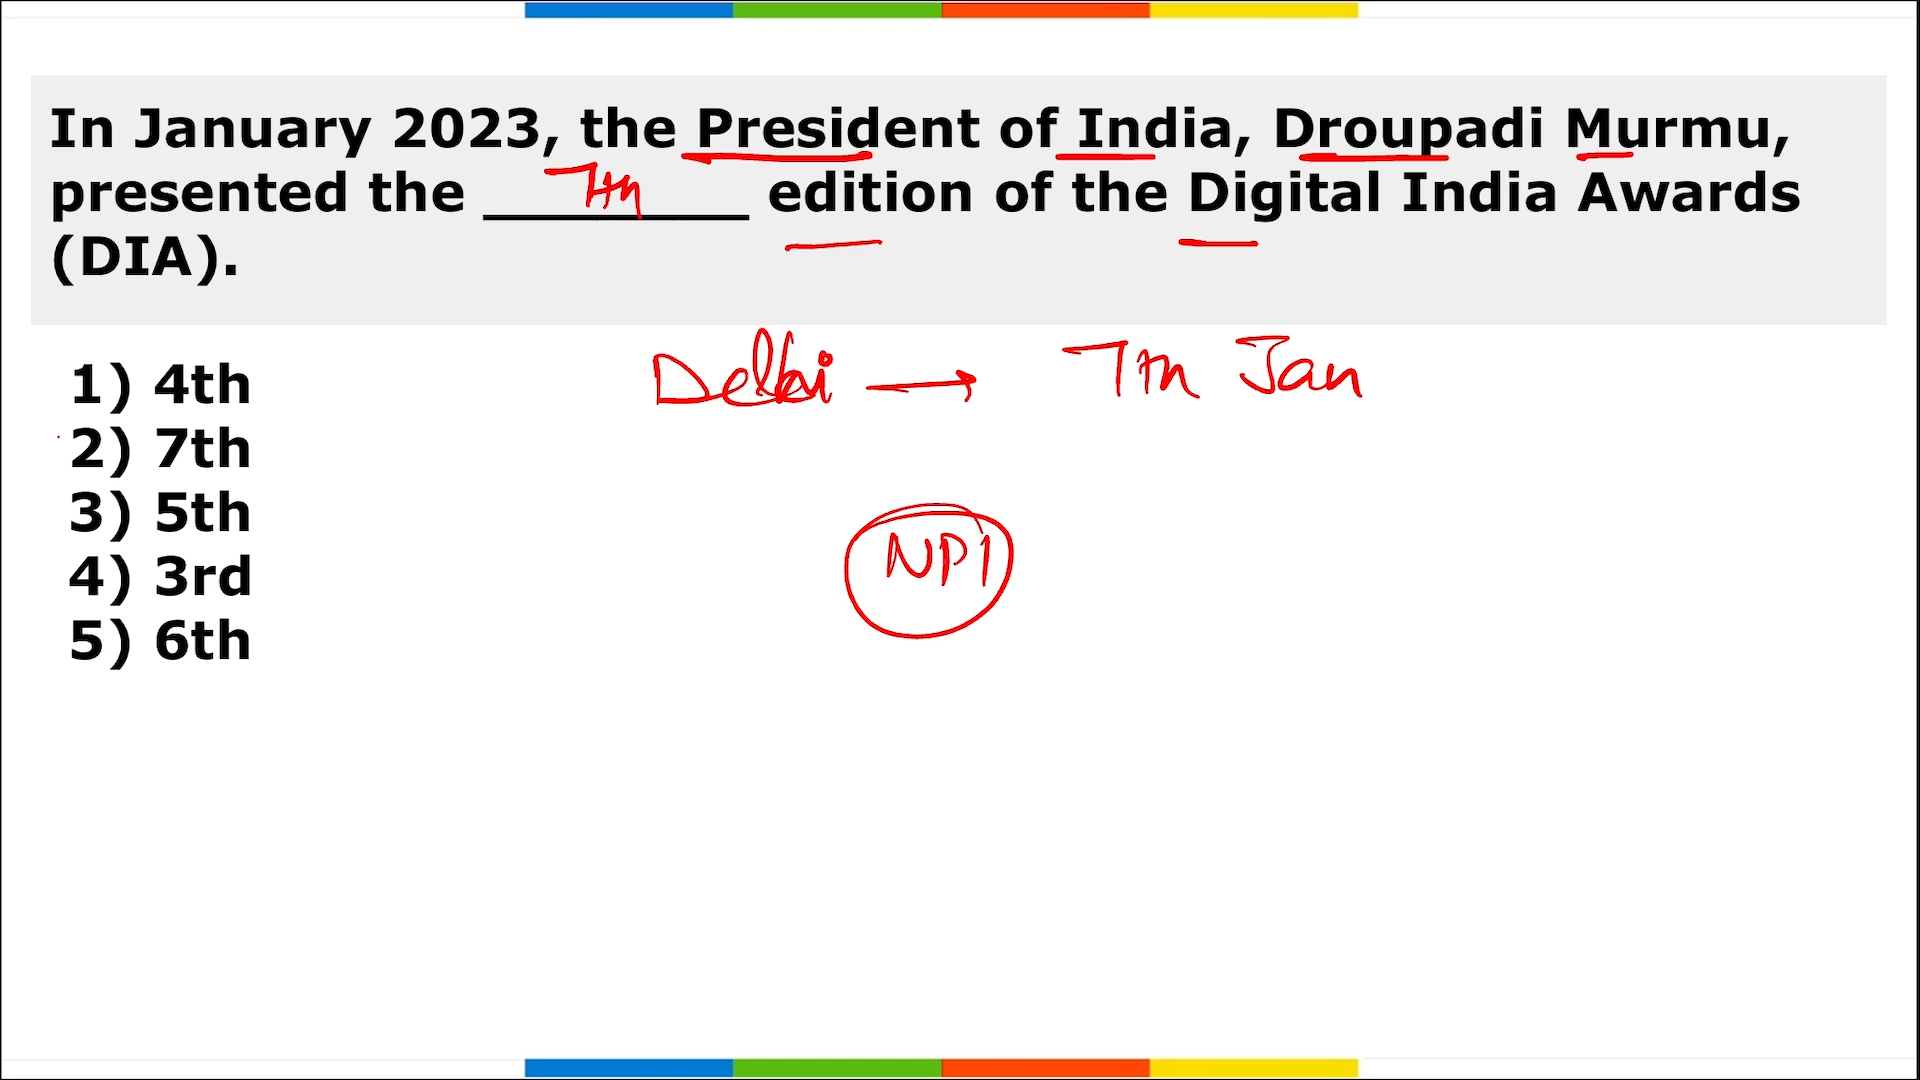 In January 2023, the President of India, Droupadi Murmu,
presented the 7th edition of the Digital India Awards
(DIA).
Delhi → 7th Jan
1) 4th
2) 7th
3) 5th
4) 3rd
5) 6th
NPI